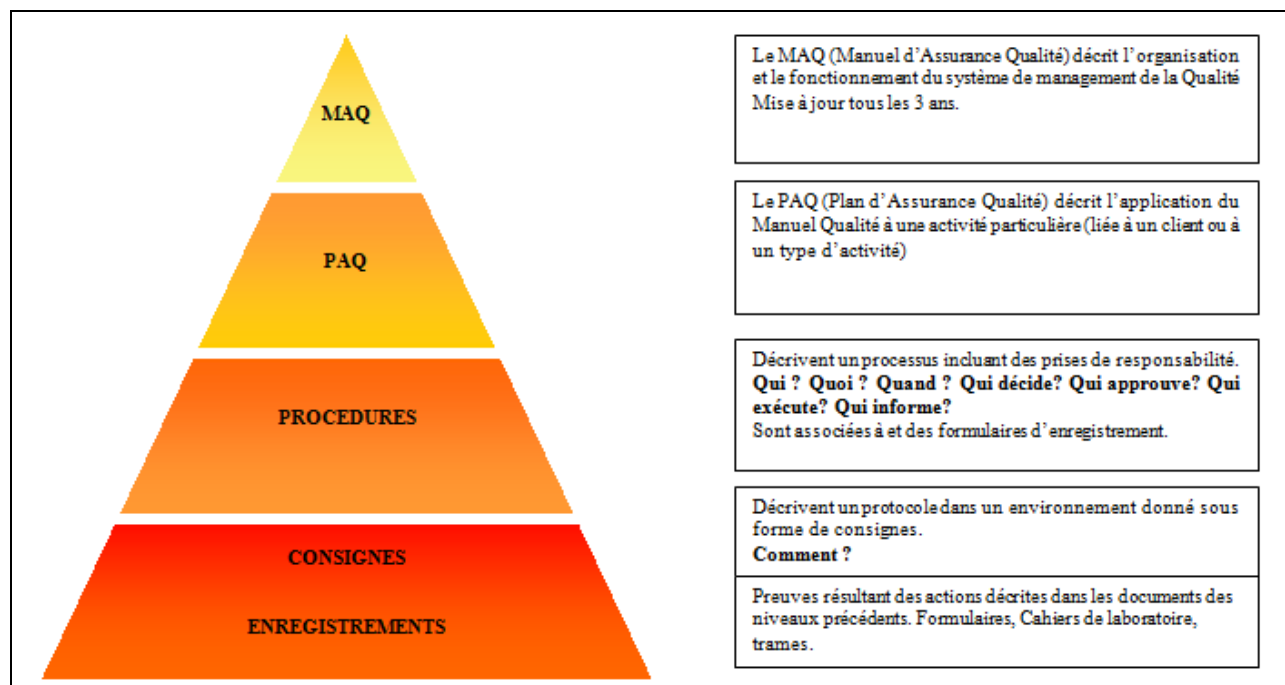 MAQ
Le MAQ (Manuel d’Assurance Qualité) décrit l’organisation
et le fonctionnement du système de management de la Qualité
Mise à jour tous les 3 ans.
PAQ
Le PAQ (Plan d’Assurance Qualité) décrit l’application du
Manuel Qualité à une activité particulière (liée à un client ou à
un type d’activité)
PROCEDURES
Décrivent un processus incluant des prises de responsabilité.
Qui ? Quoi ? Quand ? Qui décide? Qui approuve? Qui
exécute? Qui informe?
Sont associées à et des formulaires d’enregistrement.
CONSIGNES
Décrivent un protocole dans un environnement donné sous
forme de consignes.
Comment ?
ENREGISTREMENTS
Preuves résultant des actions décrites dans les documents des
niveaux précédents. Formulaires, Cahiers de laboratoire,
trames.